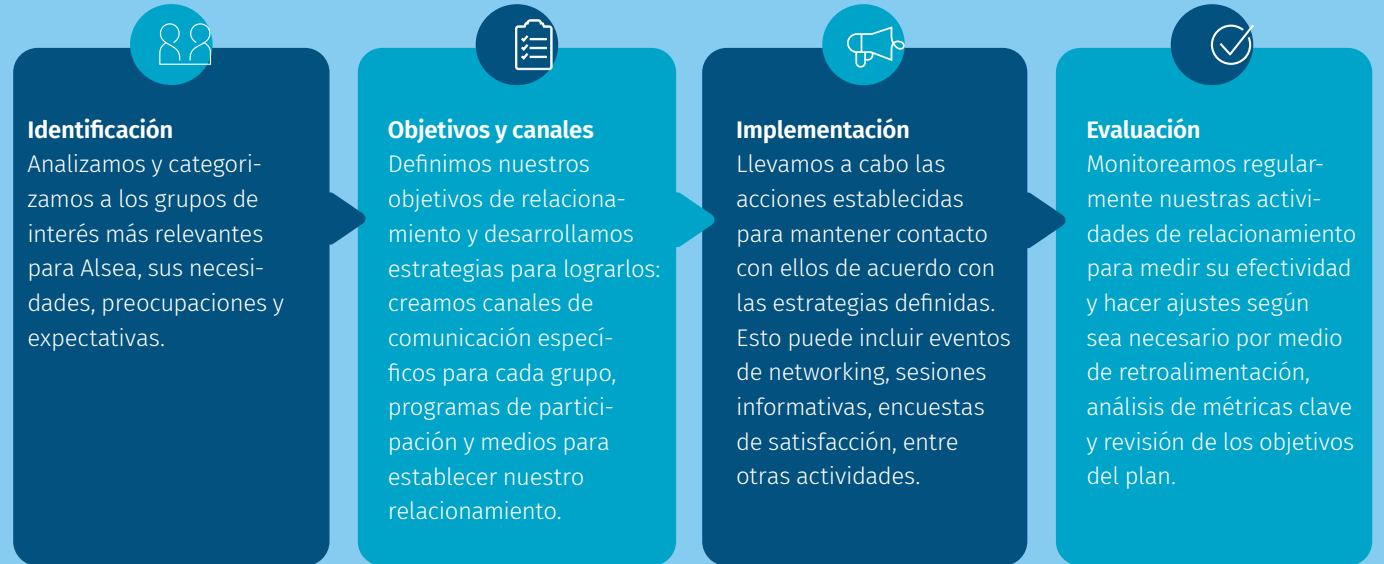 Identificación
Analizamos y categori-
zamos a los grupos de
interés más relevantes
para Alsea, sus necesi-
dades, preocupaciones y
expectativas.
Objetivos y canales
Definimos nuestros
objetivos de relaciona-
miento y desarrollamos
estrategias para lograrlos:
creamos canales de
comunicación especí-
ficos para cada grupo,
programas de partici-
pación y medios para
establecer nuestro
relacionamiento.
Implementación
Llevamos a cabo las
acciones establecidas
para mantener contacto
con ellos de acuerdo con
las estrategias definidas.
Esto puede incluir eventos
de networking, sesiones
informativas, encuestas
de satisfacción, entre
otras actividades.
Evaluación
Monitoreamos regular-
mente nuestras activi-
dades de relacionamiento
para medir su efectividad
y hacer ajustes según
sea necesario por medio
de retroalimentación,
análisis de métricas clave
y revisión de los objetivos
del plan.